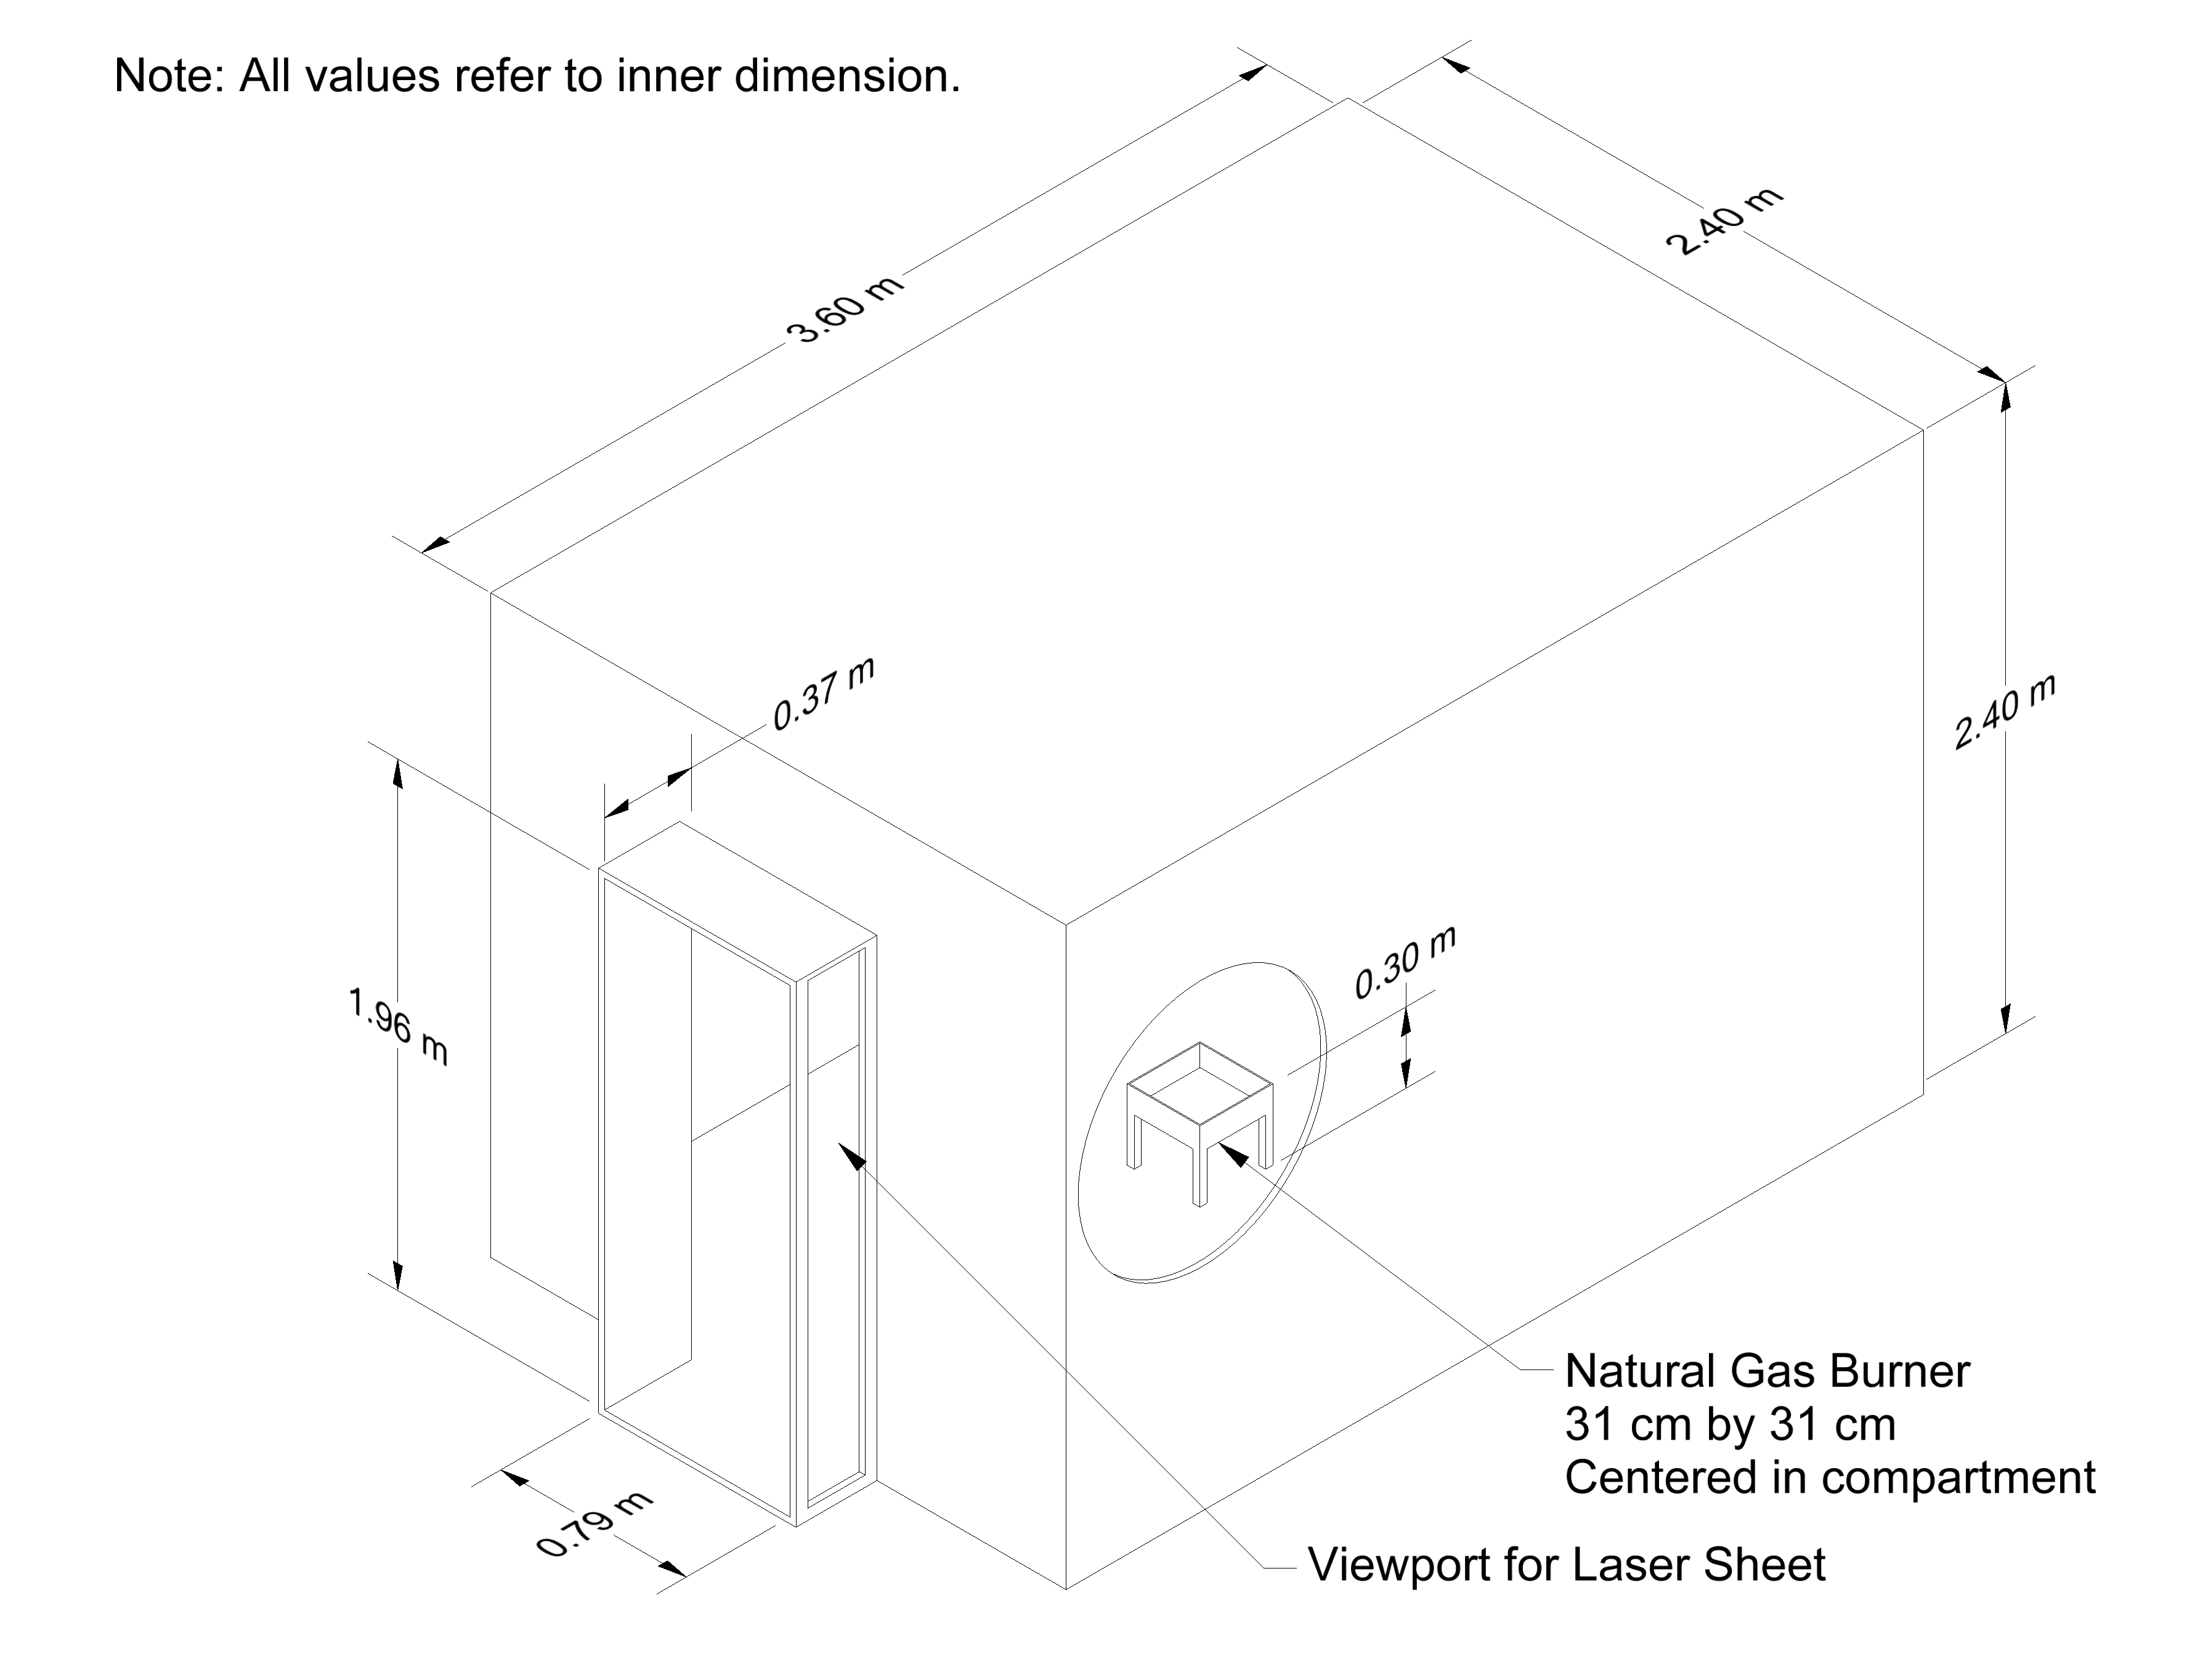 Note: All values refer to inner dimension.
2.40 m
3.60 m
0.37 m
2.40 m
0.30 m
1.96 m
Natural Gas Burner
31 cm by 31 cm
Centered in compartment
0.79 m
Viewport for Laser Sheet